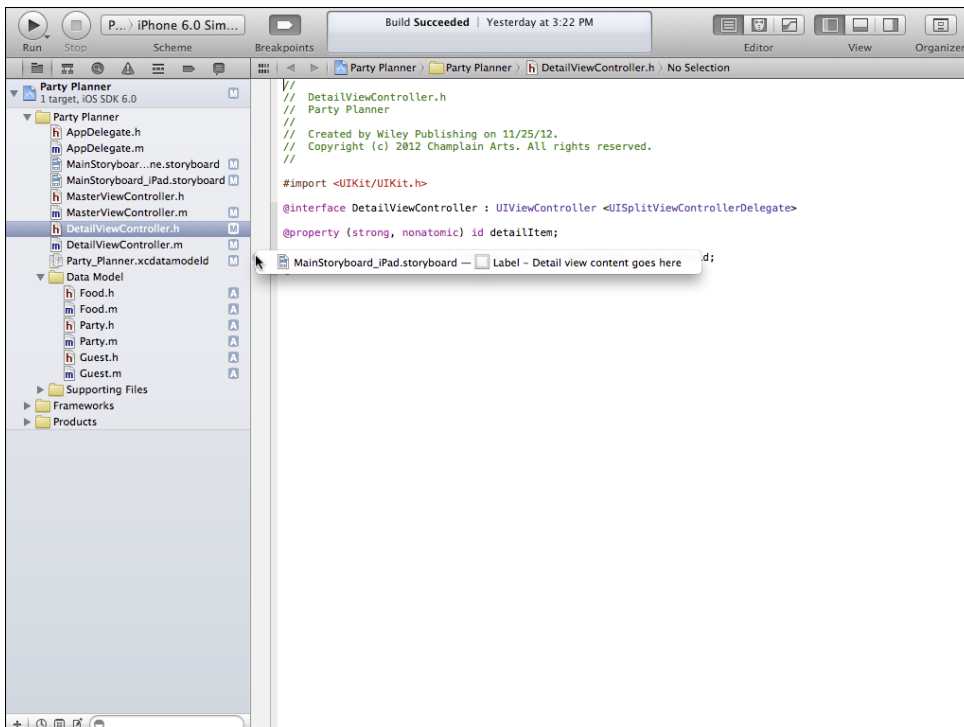 P...〉 iPhone 6.0 Sim...
Build Succeeded | Yesterday at 3:22 PM
Run Stop Scheme Breakpoints Editor View Organizer
Party Planner 〉 Party Planner 〉 h DetailViewController.h 〉 No Selection
Party Planner M
1 target, iOS SDK 6.0
Party Planner
h AppDelegate.h
m AppDelegate.m
MainStoryboar...ne.storyboard M
MainStoryboard_iPad.storyboard M
h MasterViewController.h
m MasterViewController.m M
h DetailViewController.h M
m DetailViewController.m M
Party_Planner.xcdatamodeld M
Data Model
h Food.h A
m Food.m A
h Party.h A
m Party.m A
h Guest.h A
m Guest.m A
Supporting Files
Frameworks
Products
//
// DetailViewController.h
// Party Planner
//
// Created by Wiley Publishing on 11/25/12.
// Copyright (c) 2012 Champlain Arts. All rights reserved.
//
#import <UIKit/UIKit.h>
@interface DetailViewController : UIViewController <UISplitViewControllerDelegate>
@property (strong, nonatomic) id detailItem;
d;
MainStoryboard_iPad.storyboard — Label – Detail view content goes here